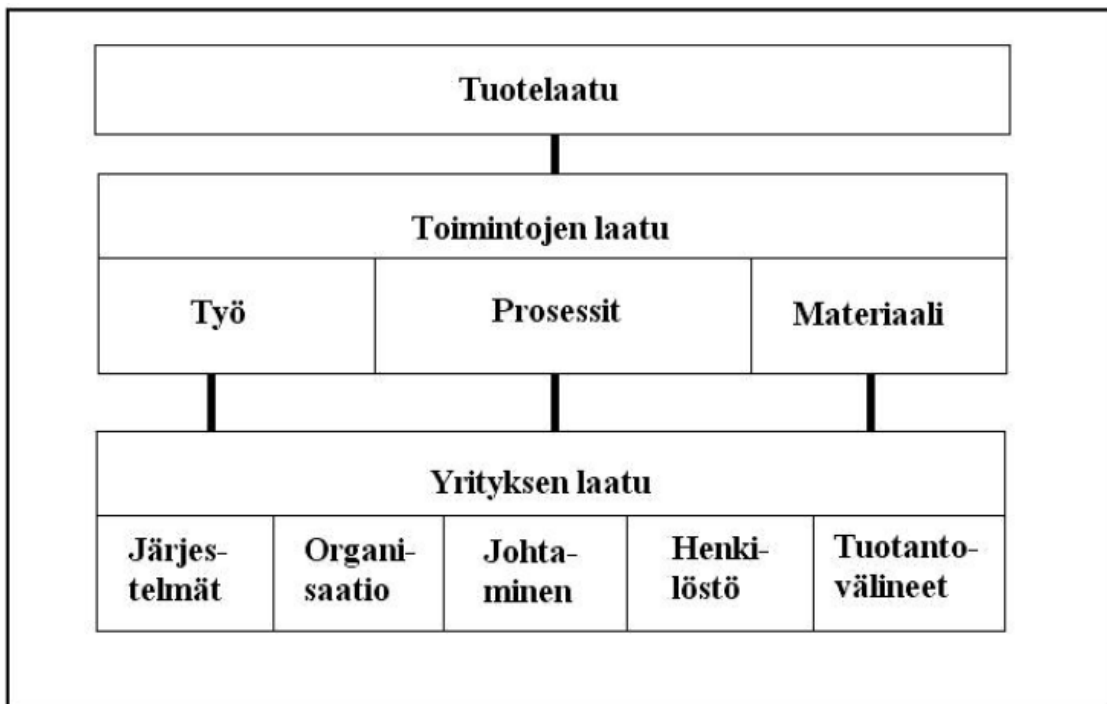 Tuotelaatu
Toimintojen laatu
Työ
Prosessit
Materiaali
Yrityksen laatu
Järjes-
telmät
Organi-
saatio
Johta-
minen
Henki-
löstö
Tuotanto-
välineet